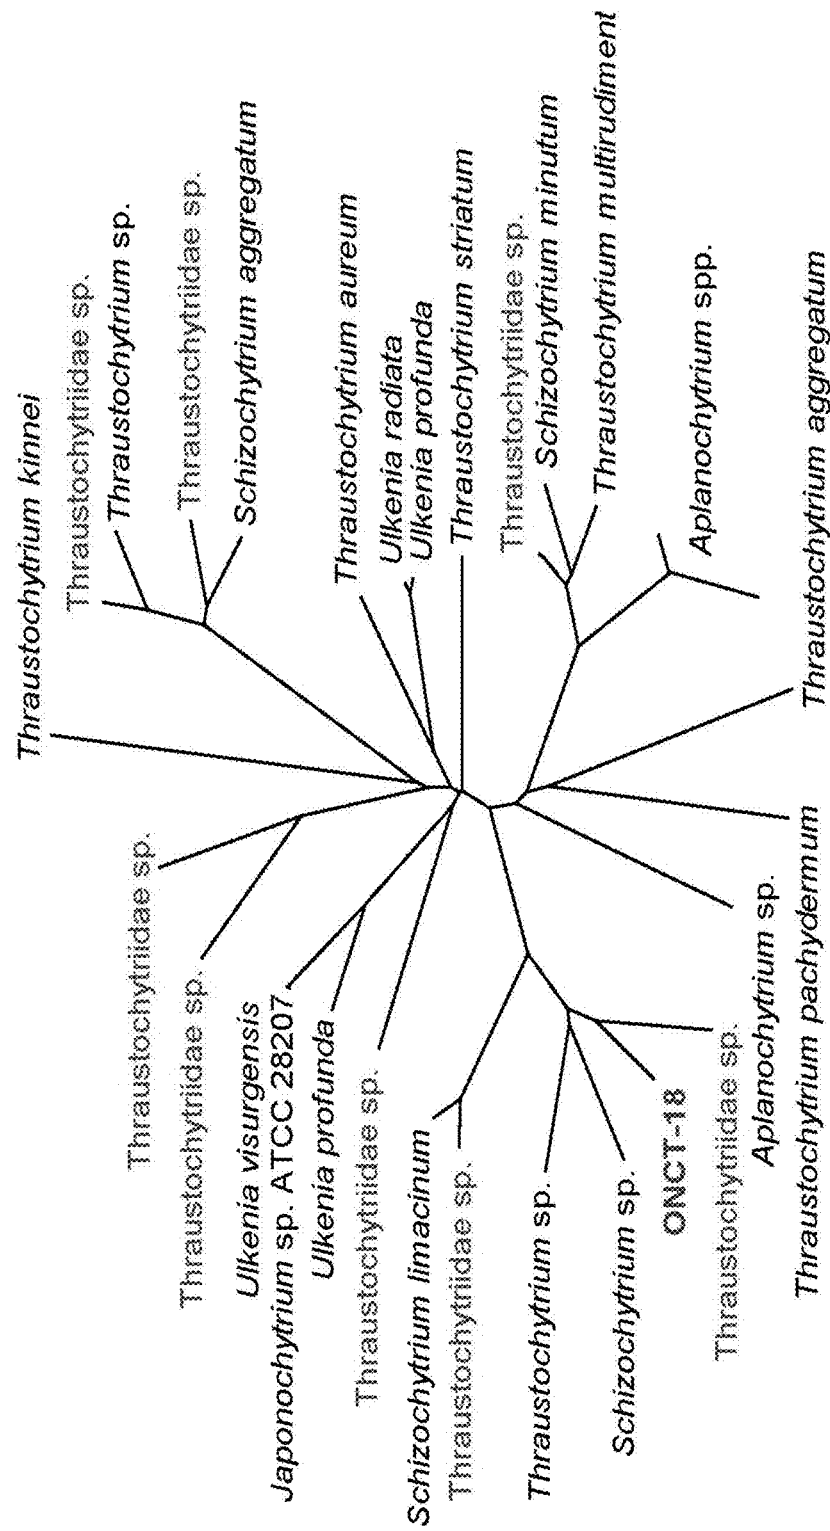 Thraustochytrium kinnei
Thraustochytriidae sp.
Thraustochytrium sp.
Thraustochytriidae sp.
Schizochytrium aggregatum
Thraustochytrium aureum
Ulkenia radiata
Ulkenia profunda
Thraustochytrium striatum
Thraustochytriidae sp.
Schizochytrium minutum
Thraustochytrium multirudiment
Aplanochytrium spp.
Thraustochytrium aggregatum
Thraustochytriidae sp.
Thraustochytriidae sp.
Ulkenia visurgensis
Japonochytrium sp. ATCC 28207
Ulkenia profunda
Thraustochytriidae sp.
Schizochytrium limacinum
Thraustochytriidae sp.
Thraustochytrium sp.
Schizochytrium sp.
ONCT-18
Thraustochytriidae sp.
Aplanochytrium sp.
Thraustochytrium pachydermum